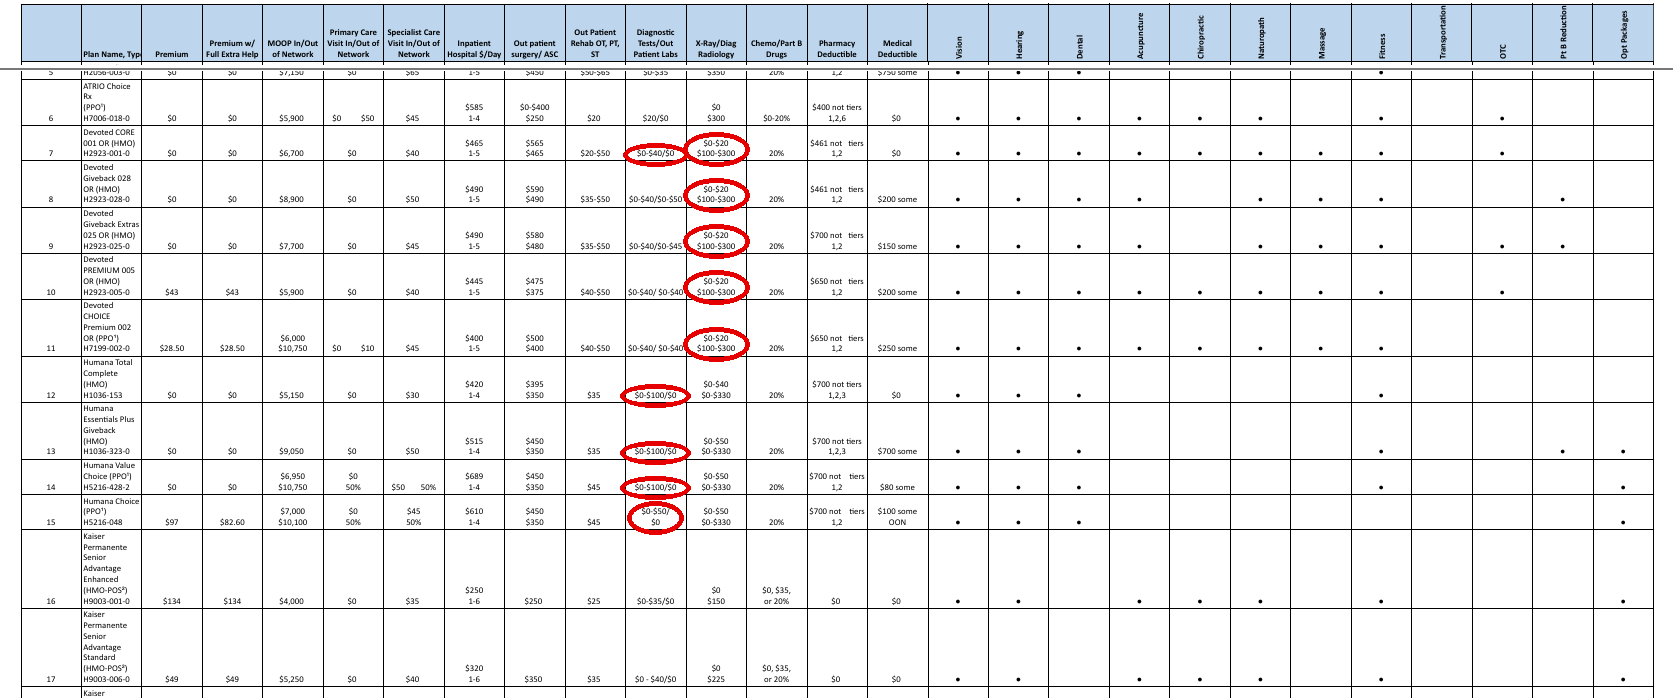 Plan Name, Typ
Premium
Premium w/
Full Extra Help
MOOP In/Out
of Network
Primary Care
Visit In/Out of
Network
Specialist Care
Visit In/Out of
Network
Inpatient
Hospital $/Day
Out patient
surgery/ ASC
Out Patient
Rehab OT, PT,
ST
Diagnostic
Tests/Out
Patient Labs
X-Ray/Diag
Radiology
Chemo/Part B
Drugs
Pharmacy
Deductible
Medical
Deductible
Vision
Hearing
Dental
Acupuncture
Chiropractic
Naturopath
Massage
Fitness
Transportation
OTC
Pt B Reduction
Opt Packages
5 H2056-003-0 $0 $0 $7,150 $0 $65 1-5 $450 $50-$65 $0-$35 $350 20% 1,2 $750 some • • • •
ATRIO Choice
Rx
(PPO¹) $585 $0-$400 $0 $400 not tiers
6 H7006-018-0 $0 $0 $5,900 $0 $50 $45 1-4 $250 $20 $20/$0 $300 $0-20% 1,2,6 $0 • • • • • • • •
Devoted CORE
001 OR (HMO) $465 $565 $0-$20 $461 not tiers
7 H2923-001-0 $0 $0 $6,700 $0 $40 1-5 $465 $20-$50 $0-$40/$0 $100-$300 20% 1,2 $0 • • • • • • • • •
Devoted
Giveback 028
OR (HMO) $490 $590 $0-$20 $461 not tiers
8 H2923-028-0 $0 $0 $8,900 $0 $50 1-5 $490 $35-$50 $0-$40/$0-$50 $100-$300 20% 1,2 $200 some • • • • • • • •
Devoted
Giveback Extras
025 OR (HMO) $490 $580 $0-$20 $700 not tiers
9 H2923-025-0 $0 $0 $7,700 $0 $45 1-5 $480 $35-$50 $0-$40/$0-$45 $100-$300 20% 1,2 $150 some • • • • • • • • •
Devoted
PREMIUM 005
OR (HMO) $445 $475 $0-$20 $650 not tiers
10 H2923-005-0 $43 $43 $5,900 $0 $40 1-5 $375 $40-$50 $0-$40/ $0-$40 $100-$300 20% 1,2 $200 some • • • • • • • • •
Devoted
CHOICE
Premium 002
OR (PPO¹) $6,000 $400 $500 $0-$20 $650 not tiers
11 H7199-002-0 $28.50 $28.50 $10,750 $0 $10 $45 1-5 $400 $40-$50 $0-$40/ $0-$40 $100-$300 20% 1,2 $250 some • • • • • • • •
Humana Total
Complete
(HMO) $420 $395 $0-$40 $700 not tiers
12 H1036-153 $0 $0 $5,150 $0 $30 1-4 $350 $35 $0-$100/$0 $0-$330 20% 1,2,3 $0 • • • •
Humana
Essentials Plus
Giveback
(HMO) $515 $450 $0-$50 $700 not tiers
13 H1036-323-0 $0 $0 $9,050 $0 $50 1-4 $350 $35 $0-$100/$0 $0-$330 20% 1,2,3 $700 some • • • • • •
Humana Value
Choice (PPO¹) $6,950 $0 $689 $450 $0-$50 $700 not tiers
14 H5216-428-2 $0 $0 $10,750 50% $50 50% 1-4 $350 $45 $0-$100/$0 $0-$330 20% 1,2 $80 some • • • • •
Humana Choice
(PPO¹) $7,000 $0 $45 $610 $450 $0-$50/ $0-$50 $700 not tiers $100 some
15 H5216-048 $97 $82.60 $10,100 50% 50% 1-4 $350 $45 $0 $0-$330 20% 1,2 OON • • • •
Kaiser
Permanente
Senior
Advantage
Enhanced
(HMO-POS²) $250 $0 $0, $35,
16 H9003-001-0 $134 $134 $4,000 $0 $35 1-6 $250 $25 $0-$35/$0 $150 or 20% $0 $0 • • • • • • •
Kaiser
Permanente
Senior
Advantage
Standard
(HMO-POS²) $320 $0 $0, $35,
17 H9003-006-0 $49 $49 $5,250 $0 $40 1-6 $350 $35 $0 - $40/$0 $225 or 20% $0 $0 • • • • • • •
Kaiser